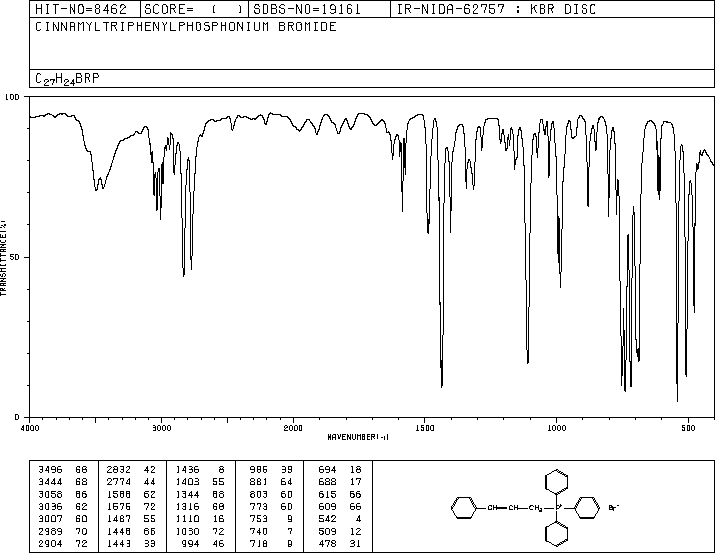 HIT-NO=8462 SCORE= ( ) SDBS-NO=19161 IR-NIDA-62757 : KBR DISC
CINNAMYLTRIPHENYLPHOSPHONIUM BROMIDE
C27H24BRP
100
TRANSMITTANCE(%)
50
0
4000 3000 2000 1500 1000 500
WAVENUMBER(-1)
3496 68 2832 42 1436 8 986 39 694 18
3444 68 2774 44 1403 55 881 64 688 17
3058 66 1588 62 1344 68 803 60 615 66
3036 62 1576 72 1316 68 773 60 609 66
3007 60 1487 55 1110 16 753 9 542 4
2989 70 1448 66 1030 72 740 7 509 12
2904 72 1443 39 994 46 718 9 478 31
CH CH CH2 P+ Br-